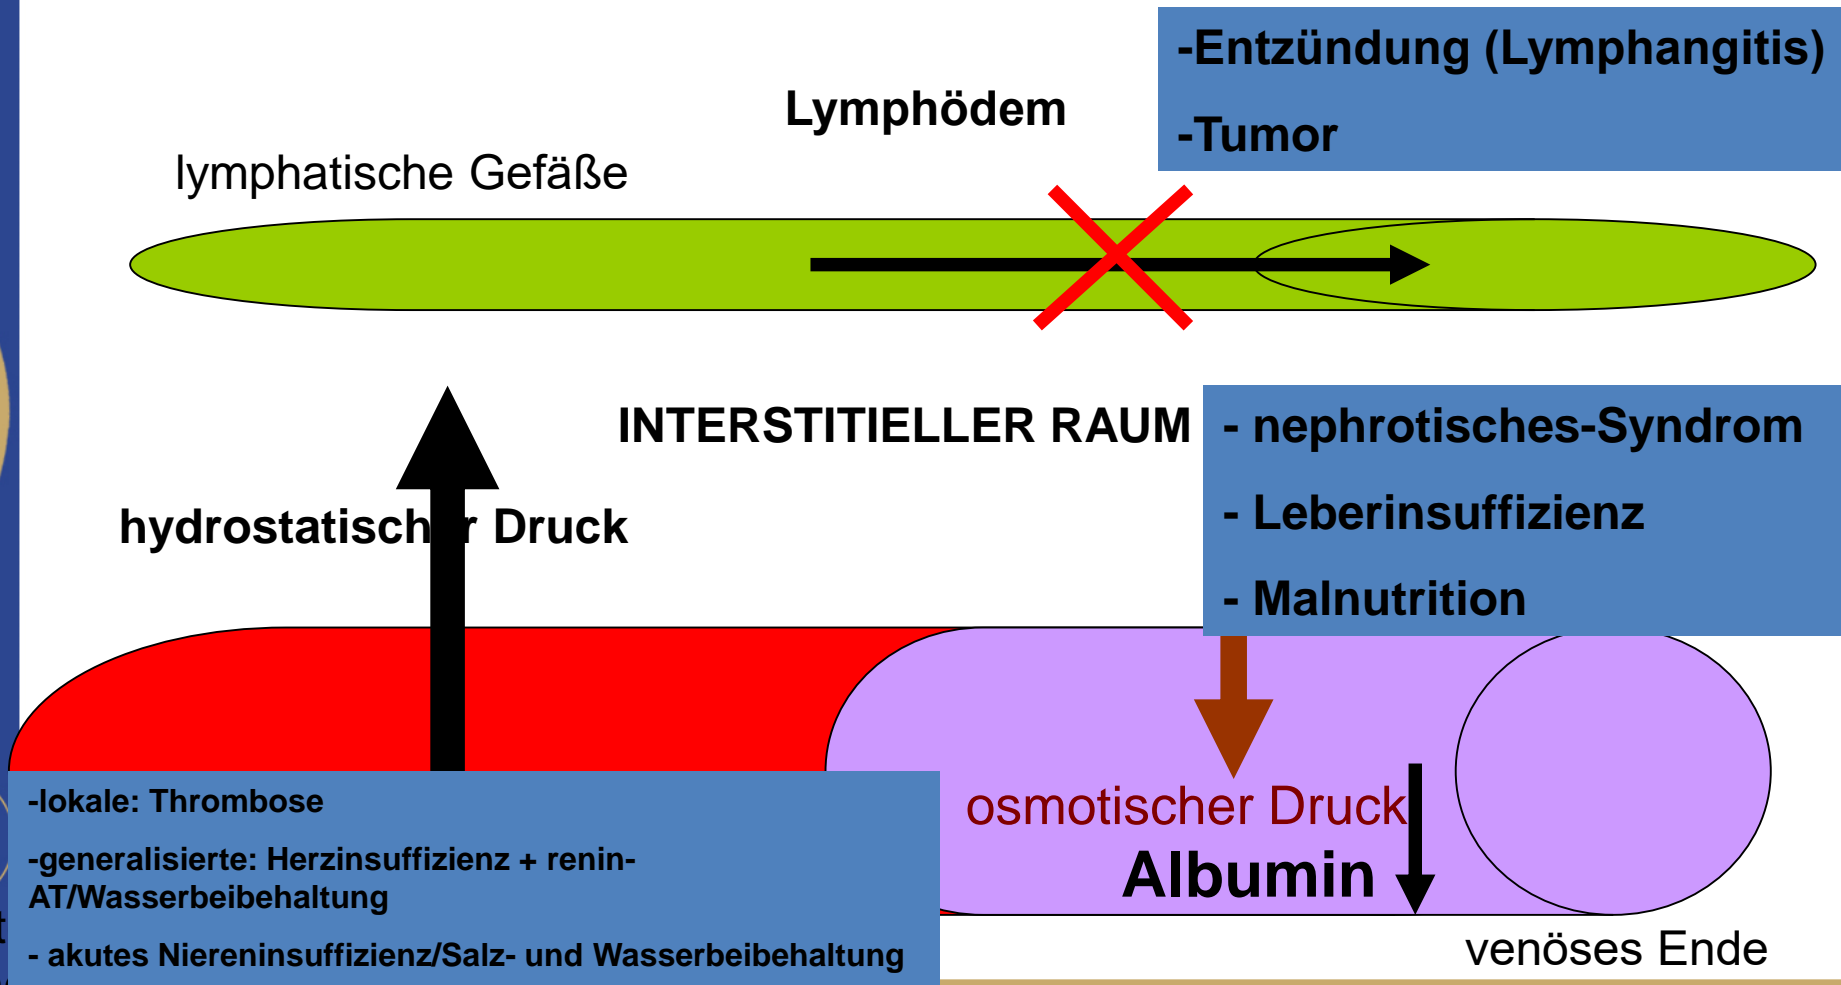 -Entzündung (Lymphangitis)
-Tumor
Lymphödem
lymphatische Gefäße
INTERSTITIELLER RAUM
- nephrotisches-Syndrom
- Leberinsuffizienz
- Malnutrition
hydrostatischer Druck
-lokale: Thrombose
-generalisierte: Herzinsuffizienz + renin-
AT/Wasserbeibehaltung
- akutes Niereninsuffizienz/Salz- und Wasserbeibehaltung
osmotischer Druck
Albumin
venöses Ende